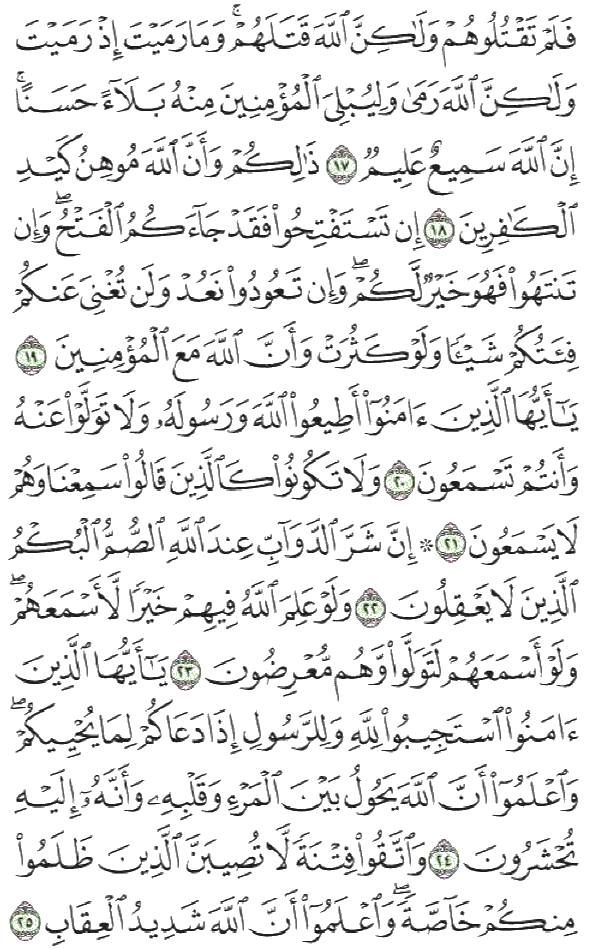 فَلَمْ تَقْتُلُوهُمْ وَلَٰكِنَّ ٱللَّهَ قَتَلَهُمْ ۚ وَمَا رَمَيْتَ إِذْ رَمَيْتَ
وَلَٰكِنَّ ٱللَّهَ رَمَىٰ وَلِيُبْلِىَ ٱلْمُؤْمِنِينَ مِنْهُ بَلَآءً حَسَنًا ۚ
إِنَّ ٱللَّهَ سَمِيعٌ عَلِيمٌ ١٧ ذَٰلِكُمْ وَأَنَّ ٱللَّهَ مُوهِنُ كَيْدِ
ٱلْكَٰفِرِينَ ١٨ إِن تَسْتَفْتِحُوا۟ فَقَدْ جَآءَكُمُ ٱلْفَتْحُ ۖ وَإِن
تَنتَهُوا۟ فَهُوَ خَيْرٌ لَّكُمْ ۖ وَإِن تَعُودُوا۟ نَعُدْ وَلَن تُغْنِىَ عَنكُمْ
فِئَتُكُمْ شَيْـًٔا وَلَوْ كَثُرَتْ وَأَنَّ ٱللَّهَ مَعَ ٱلْمُؤْمِنِينَ ١٩
يَٰٓأَيُّهَا ٱلَّذِينَ ءَامَنُوٓا۟ أَطِيعُوا۟ ٱللَّهَ وَرَسُولَهُۥ وَلَا تَوَلَّوْا۟ عَنْهُ
وَأَنتُمْ تَسْمَعُونَ ٢٠ وَلَا تَكُونُوا۟ كَٱلَّذِينَ قَالُوا۟ سَمِعْنَا وَهُمْ
لَا يَسْمَعُونَ ٢١ ۞ إِنَّ شَرَّ ٱلدَّوَآبِّ عِندَ ٱللَّهِ ٱلصُّمُّ ٱلْبُكْمُ
ٱلَّذِينَ لَا يَعْقِلُونَ ٢٢ وَلَوْ عَلِمَ ٱللَّهُ فِيهِمْ خَيْرًا لَّأَسْمَعَهُمْ ۖ
وَلَوْ أَسْمَعَهُمْ لَتَوَلَّوا۟ وَّهُم مُّعْرِضُونَ ٢٣ يَٰٓأَيُّهَا ٱلَّذِينَ
ءَامَنُوا۟ ٱسْتَجِيبُوا۟ لِلَّهِ وَلِلرَّسُولِ إِذَا دَعَاكُمْ لِمَا يُحْيِيكُمْ ۖ
وَٱعْلَمُوٓا۟ أَنَّ ٱللَّهَ يَحُولُ بَيْنَ ٱلْمَرْءِ وَقَلْبِهِۦ وَأَنَّهُۥٓ إِلَيْهِ
تُحْشَرُونَ ٢٤ وَٱتَّقُوا۟ فِتْنَةً لَّا تُصِيبَنَّ ٱلَّذِينَ ظَلَمُوا۟
مِنكُمْ خَآصَّةً ۖ وَٱعْلَمُوٓا۟ أَنَّ ٱللَّهَ شَدِيدُ ٱلْعِقَابِ ٢٥